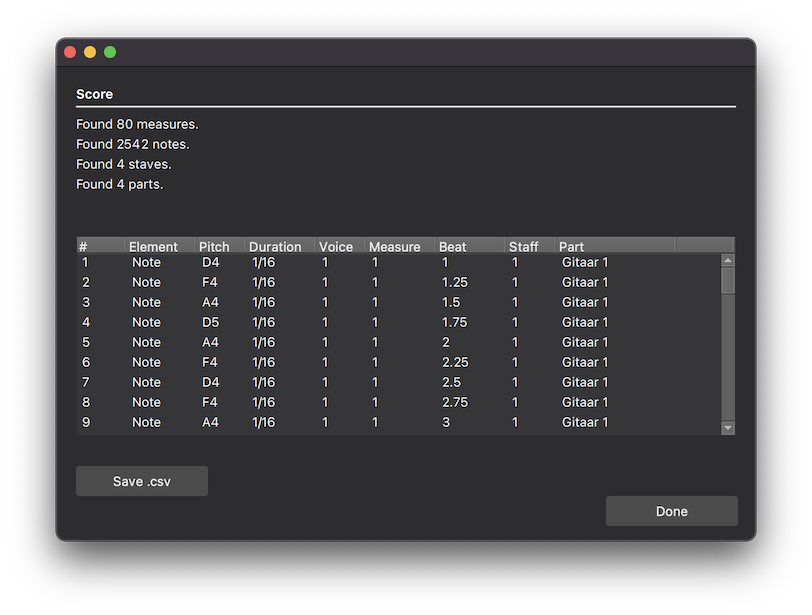 Score
Found 80 measures.
Found 2542 notes.
Found 4 staves.
Found 4 parts.
# Element Pitch Duration Voice Measure Beat Staff Part
1 Note D4 1/16 1 1 1 1 Gitaar 1
2 Note F4 1/16 1 1 1.25 1 Gitaar 1
3 Note A4 1/16 1 1 1.5 1 Gitaar 1
4 Note D5 1/16 1 1 1.75 1 Gitaar 1
5 Note A4 1/16 1 1 2 1 Gitaar 1
6 Note F4 1/16 1 1 2.25 1 Gitaar 1
7 Note D4 1/16 1 1 2.5 1 Gitaar 1
8 Note F4 1/16 1 1 2.75 1 Gitaar 1
9 Note A4 1/16 1 1 3 1 Gitaar 1
Save .csv
Done